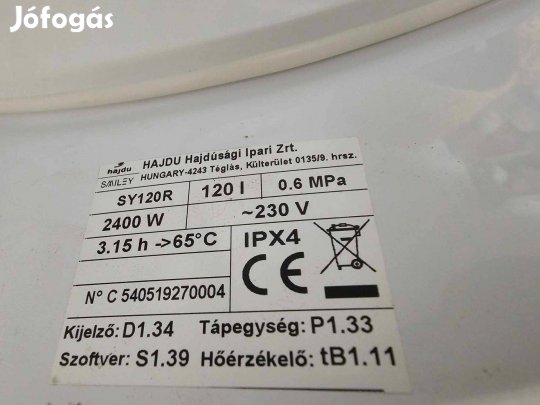 Jófogás
hajdu
SMILEY
HAJDU Hajdúsági Ipari Zrt.
HUNGARY-4243 Téglás, Külterület 0135/9. hrsz.
SY120R 120 l 0.6 MPa
2400 W ~230 V
3.15 h ->65°C IPX4
CE
N° C 540519270004
Kijelző: D1.34 Tápegység: P1.33
Szoftver: S1.39 Hőérzékelő: tB1.11